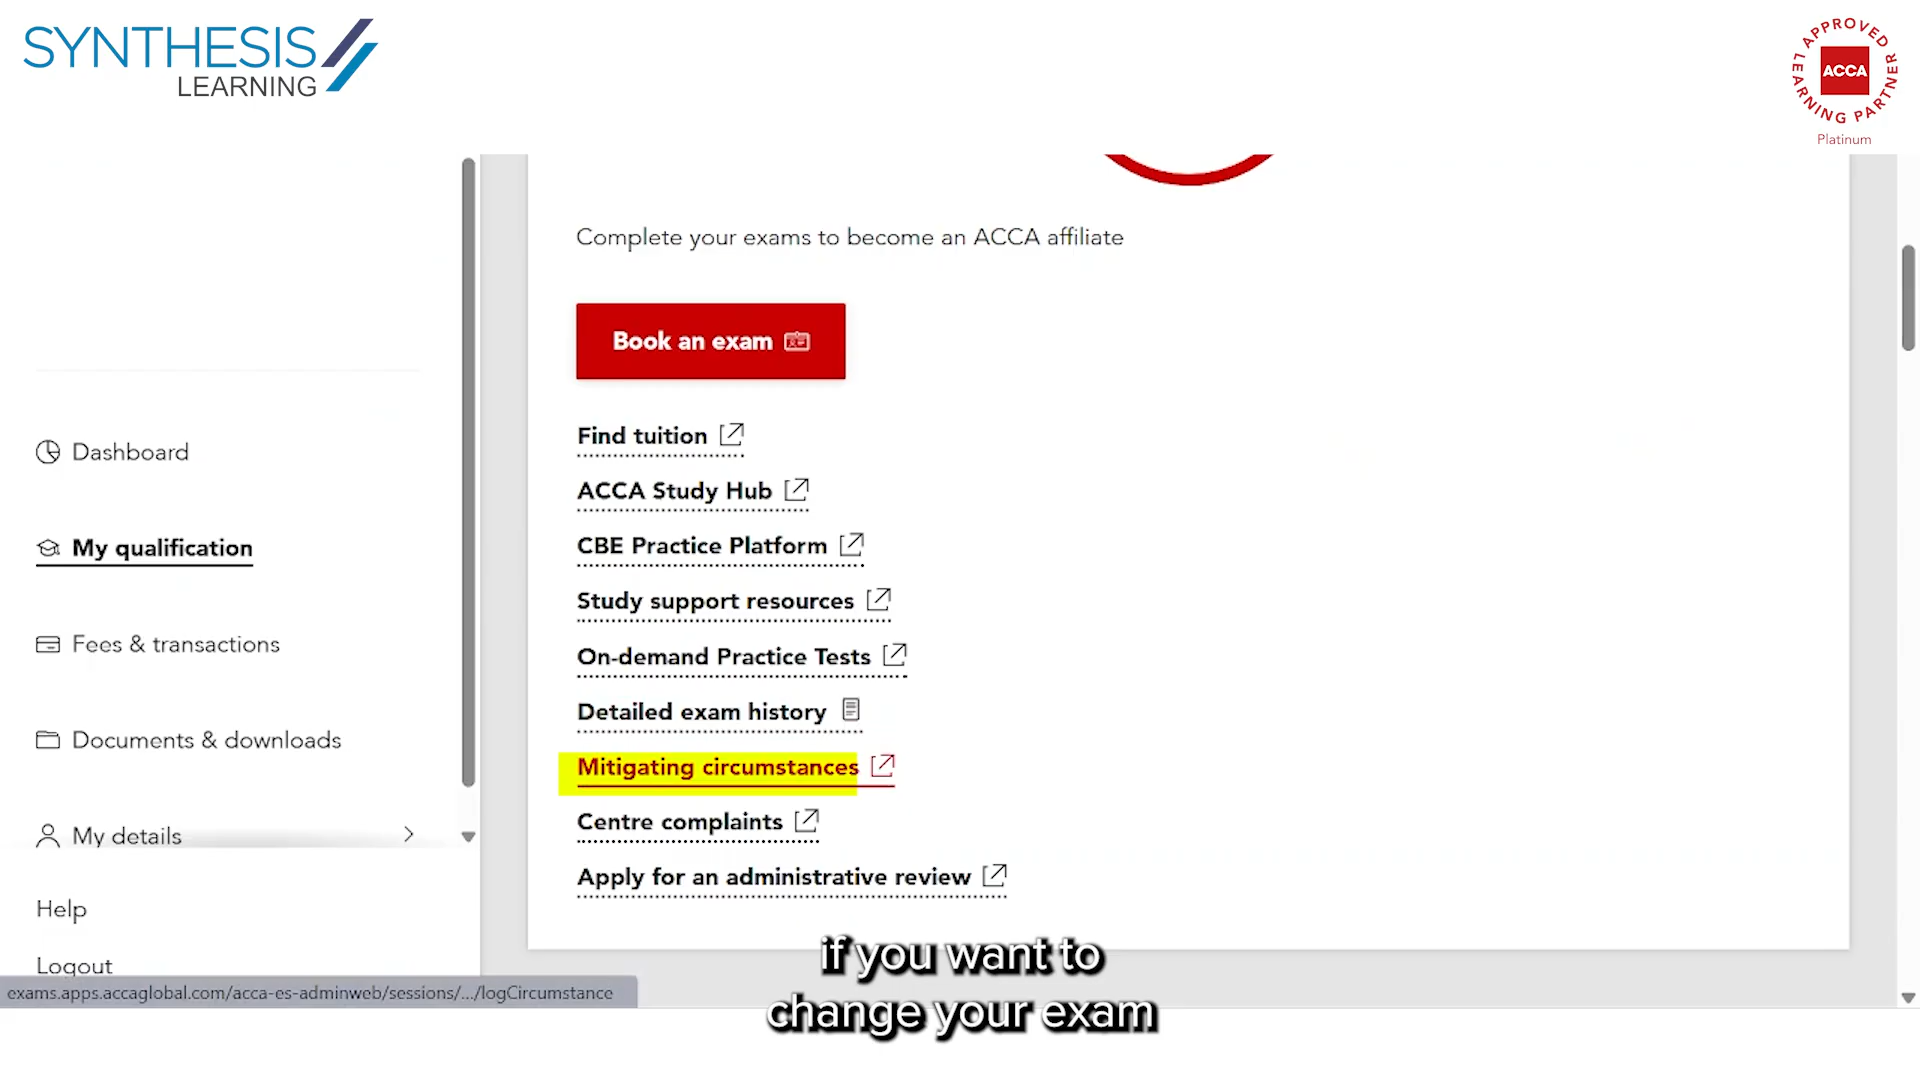 SYNTHESIS
LEARNING
APPROVED
LEARNING PARTNER
ACCA
Platinum
Complete your exams to become an ACCA affiliate
Book an exam
Find tuition
ACCA Study Hub
CBE Practice Platform
Study support resources
On-demand Practice Tests
Detailed exam history
Mitigating circumstances
Centre complaints
Apply for an administrative review
Dashboard
My qualification
Fees & transactions
Documents & downloads
My details
Help
Logout
exams.apps.accaglobal.com/acca-es-adminweb/sessions/.../logCircumstance
if you want to
change your exam